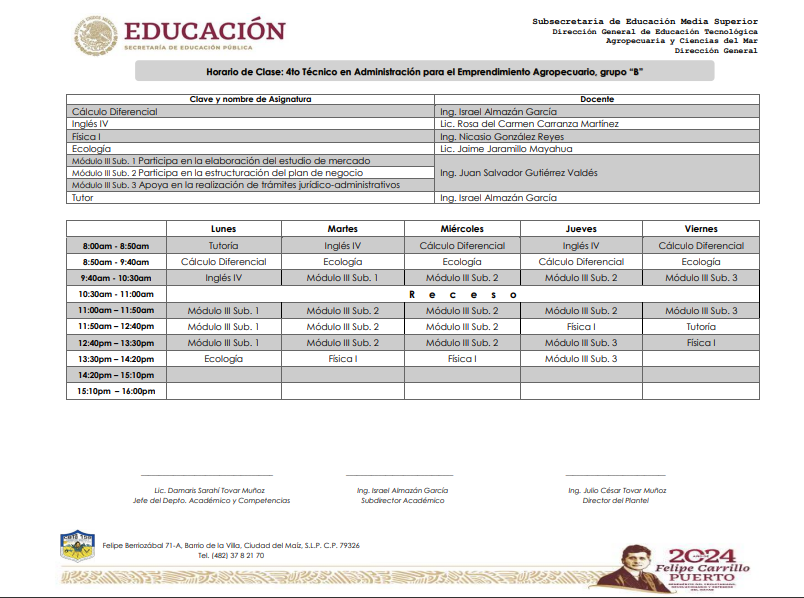 EDUCACIÓN
SECRETARÍA DE EDUCACIÓN PÚBLICA
Subsecretaría de Educación Media Superior
Dirección General de Educación Tecnológica
Agropecuaria y Ciencias del Mar
Dirección General
Horario de Clase: 4to Técnico en Administración para el Emprendimiento Agropecuario, grupo "B"
Clave y nombre de Asignatura Docente
Cálculo Diferencial Ing. Israel Almazán García
Inglés IV Lic. Rosa del Carmen Carranza Martínez
Física I Ing. Nicasio González Reyes
Ecología Lic. Jaime Jaramillo Mayahua
Módulo III Sub. 1 Participa en la elaboración del estudio de mercado
Módulo III Sub. 2 Participa en la estructuración del plan de negocio Ing. Juan Salvador Gutiérrez Valdés
Módulo III Sub. 3 Apoya en la realización de trámites jurídico-administrativos
Tutor Ing. Israel Almazán García
Lunes Martes Miércoles Jueves Viernes
8:00am - 8:50am Tutoría Inglés IV Cálculo Diferencial Inglés IV Cálculo Diferencial
8:50am - 9:40am Cálculo Diferencial Ecología Ecología Cálculo Diferencial Ecología
9:40am - 10:30am Inglés IV Módulo III Sub. 1 Módulo III Sub. 2 Módulo III Sub. 2 Módulo III Sub. 3
10:30am - 11:00am R e c e s o
11:00am – 11:50am Módulo III Sub. 1 Módulo III Sub. 2 Módulo III Sub. 2 Módulo III Sub. 2 Módulo III Sub. 3
11:50am – 12:40pm Módulo III Sub. 1 Módulo III Sub. 2 Módulo III Sub. 2 Física I Tutoría
12:40pm – 13:30pm Módulo III Sub. 1 Módulo III Sub. 2 Módulo III Sub. 2 Módulo III Sub. 3 Física I
13:30pm – 14:20pm Ecología Física I Física I Módulo III Sub. 3
14:20pm – 15:10pm
15:10pm – 16:00pm
Lic. Damaris Sarahí Tovar Muñoz Ing. Israel Almazán García Ing. Julio César Tovar Muñoz
Jefe del Depto. Académico y Competencias Subdirector Académico Director del Plantel
Felipe Berriozábal 71-A, Barrio de la Villa, Ciudad del Maíz, S.L.P. C.P. 79326
Tel. (482) 37 8 21 70
2024
Felipe Carrillo
PUERTO